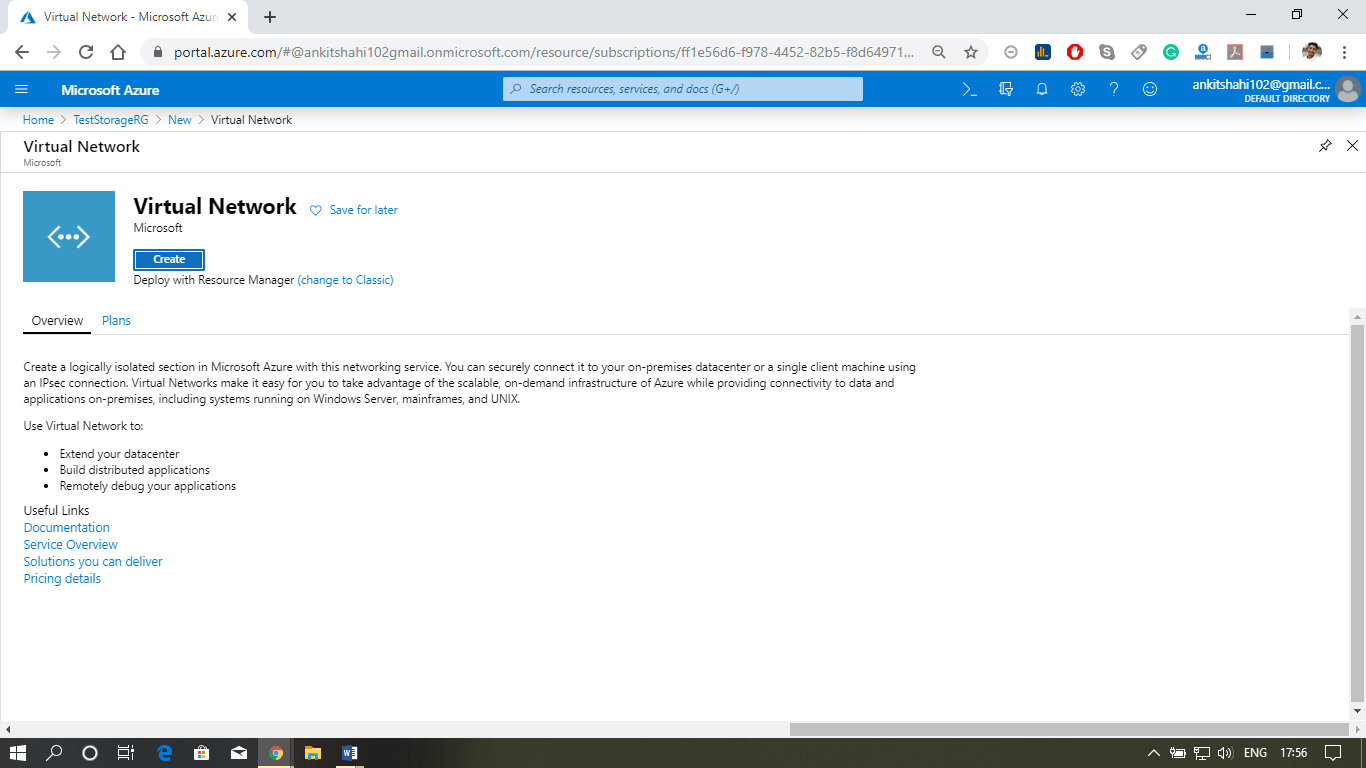 Virtual Network - Microsoft Azur
portal.azure.com/#@ankitshahi102gmail.onmicrosoft.com/resource/subscriptions/ff1e56d6-f978-4452-82b5-f8d64971...
Microsoft Azure
Search resources, services, and docs (G+/)
ankitshahi102@gmail.c...
DEFAULT DIRECTORY
Home > TestStorageRG > New > Virtual Network
Virtual Network
Microsoft
Virtual Network
Save for later
Microsoft
Create
Deploy with Resource Manager (change to Classic)
Overview Plans
Create a logically isolated section in Microsoft Azure with this networking service. You can securely connect it to your on-premises datacenter or a single client machine using
an IPsec connection. Virtual Networks make it easy for you to take advantage of the scalable, on-demand infrastructure of Azure while providing connectivity to data and
applications on-premises, including systems running on Windows Server, mainframes, and UNIX.
Use Virtual Network to:
• Extend your datacenter
• Build distributed applications
• Remotely debug your applications
Useful Links
Documentation
Service Overview
Solutions you can deliver
Pricing details
ENG 17:56